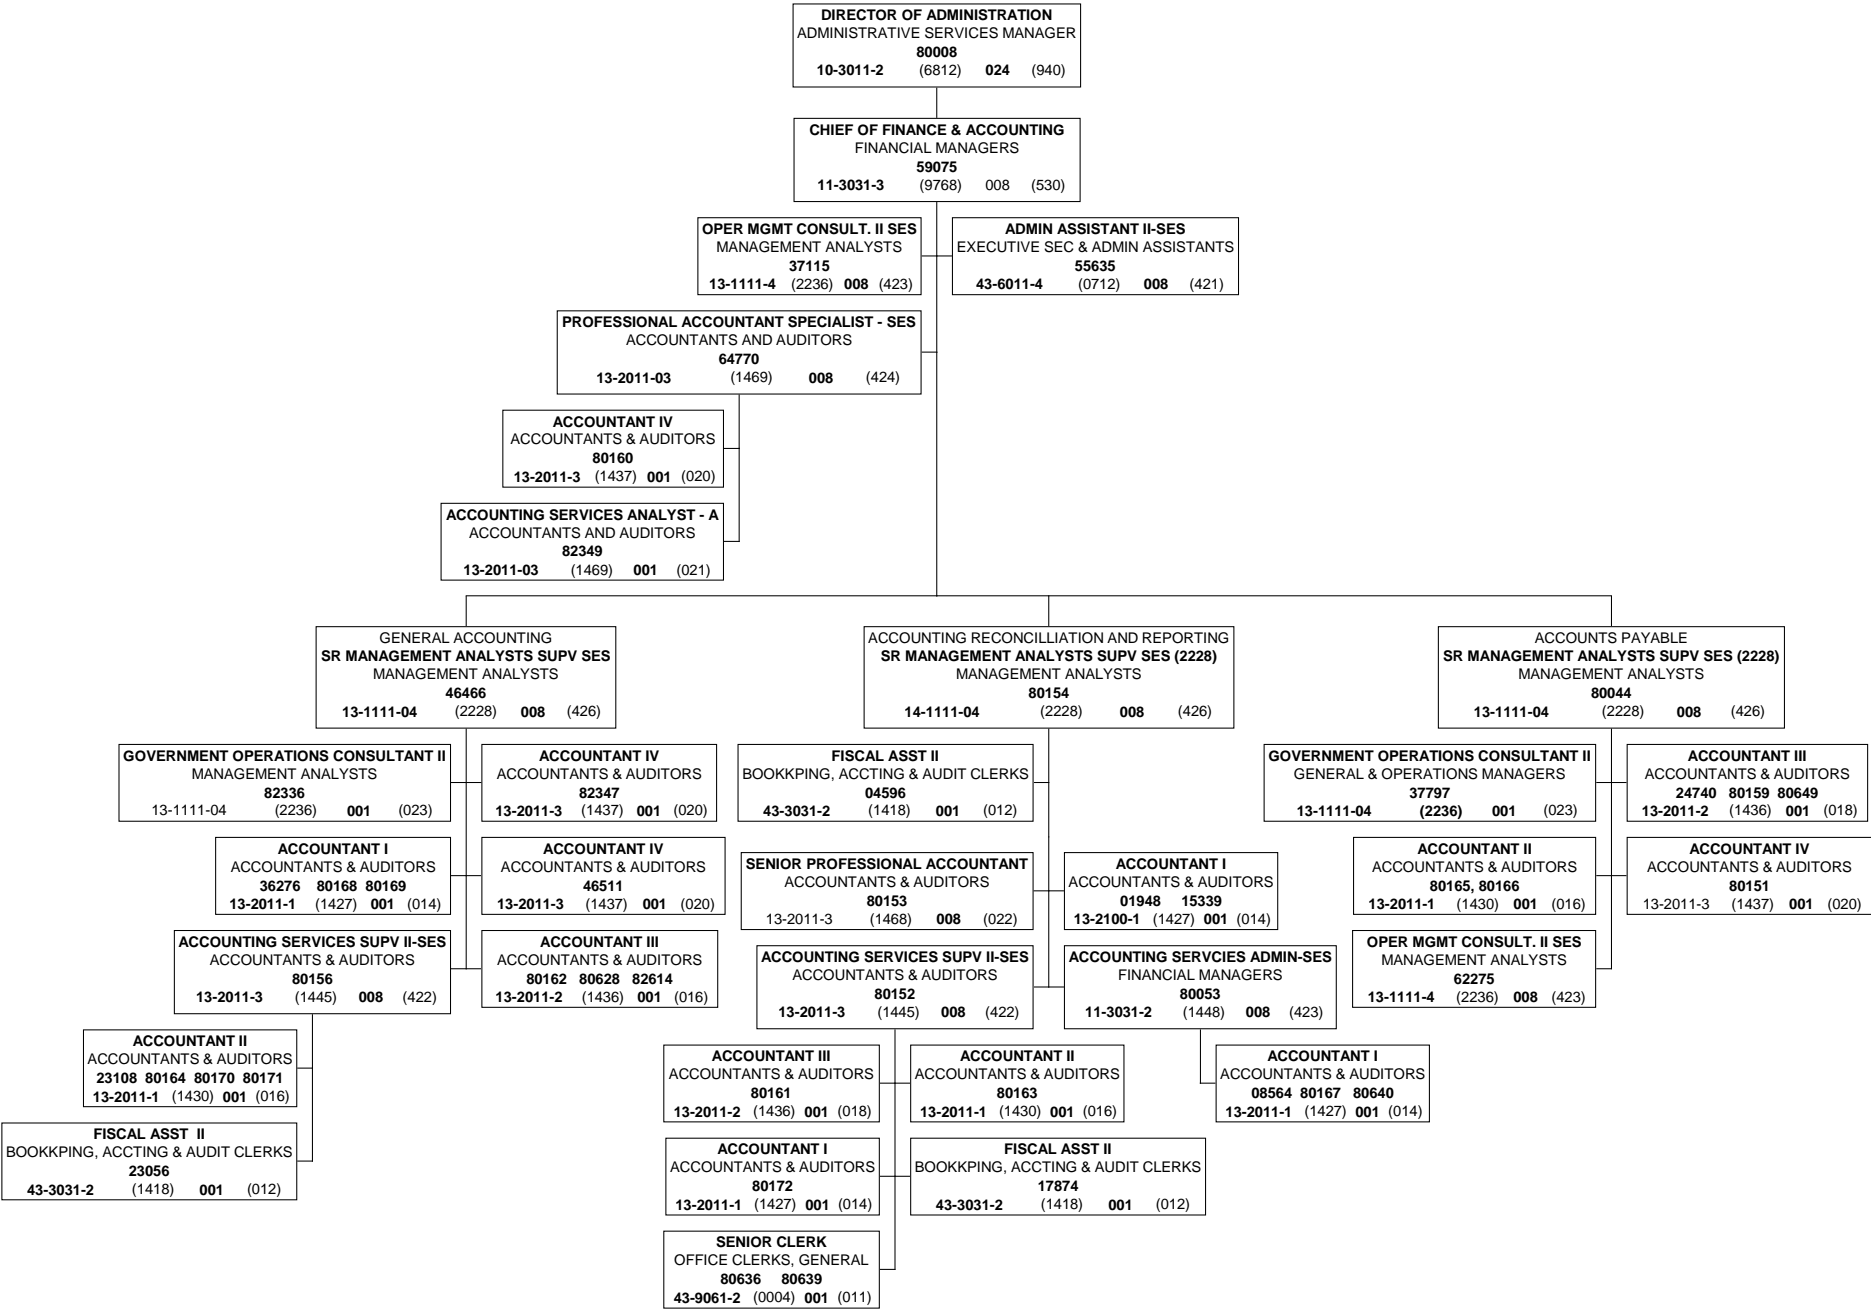 DIRECTOR OF ADMINISTRATION
ADMINISTRATIVE SERVICES MANAGER
80008
10-3011-2 (6812) 024 (940)
CHIEF OF FINANCE & ACCOUNTING
FINANCIAL MANAGERS
59075
11-3031-3 (9768) 008 (530)
OPER MGMT CONSULT. II SES
MANAGEMENT ANALYSTS
37115
13-1111-4 (2236) 008 (423)
ADMIN ASSISTANT II-SES
EXECUTIVE SEC & ADMIN ASSISTANTS
55635
43-6011-4 (0712) 008 (421)
PROFESSIONAL ACCOUNTANT SPECIALIST - SES
ACCOUNTANTS AND AUDITORS
64770
13-2011-03 (1469) 008 (424)
ACCOUNTANT IV
ACCOUNTANTS & AUDITORS
80160
13-2011-3 (1437) 001 (020)
ACCOUNTING SERVICES ANALYST - A
ACCOUNTANTS AND AUDITORS
82349
13-2011-03 (1469) 001 (021)
GENERAL ACCOUNTING
SR MANAGEMENT ANALYSTS SUPV SES
MANAGEMENT ANALYSTS
46466
13-1111-04 (2228) 008 (426)
ACCOUNTING RECONCILLIATION AND REPORTING
SR MANAGEMENT ANALYSTS SUPV SES (2228)
MANAGEMENT ANALYSTS
80154
14-1111-04 (2228) 008 (426)
ACCOUNTS PAYABLE
SR MANAGEMENT ANALYSTS SUPV SES (2228)
MANAGEMENT ANALYSTS
80044
13-1111-04 (2228) 008 (426)
GOVERNMENT OPERATIONS CONSULTANT II
MANAGEMENT ANALYSTS
82336
13-1111-04 (2236) 001 (023)
ACCOUNTANT IV
ACCOUNTANTS & AUDITORS
82347
13-2011-3 (1437) 001 (020)
ACCOUNTANT I
ACCOUNTANTS & AUDITORS
36276 80168 80169
13-2011-1 (1427) 001 (014)
ACCOUNTANT IV
ACCOUNTANTS & AUDITORS
46511
13-2011-3 (1437) 001 (020)
ACCOUNTING SERVICES SUPV II-SES
ACCOUNTANTS & AUDITORS
80156
13-2011-3 (1445) 008 (422)
ACCOUNTANT III
ACCOUNTANTS & AUDITORS
80162 80628 82614
13-2011-2 (1436) 001 (016)
ACCOUNTANT II
ACCOUNTANTS & AUDITORS
23108 80164 80170 80171
13-2011-1 (1430) 001 (016)
FISCAL ASST II
BOOKKPING, ACCTING & AUDIT CLERKS
23056
43-3031-2 (1418) 001 (012)
FISCAL ASST II
BOOKKPING, ACCTING & AUDIT CLERKS
04596
43-3031-2 (1418) 001 (012)
SENIOR PROFESSIONAL ACCOUNTANT
ACCOUNTANTS & AUDITORS
80153
13-2011-3 (1468) 008 (022)
ACCOUNTANT I
ACCOUNTANTS & AUDITORS
01948 15339
13-2100-1 (1427) 001 (014)
ACCOUNTING SERVICES SUPV II-SES
ACCOUNTANTS & AUDITORS
80152
13-2011-3 (1445) 008 (422)
ACCOUNTING SERVCIES ADMIN-SES
FINANCIAL MANAGERS
80053
11-3031-2 (1448) 008 (423)
ACCOUNTANT III
ACCOUNTANTS & AUDITORS
80161
13-2011-2 (1436) 001 (018)
ACCOUNTANT II
ACCOUNTANTS & AUDITORS
80163
13-2011-1 (1430) 001 (016)
ACCOUNTANT I
ACCOUNTANTS & AUDITORS
08564 80167 80640
13-2011-1 (1427) 001 (014)
ACCOUNTANT I
ACCOUNTANTS & AUDITORS
80172
13-2011-1 (1427) 001 (014)
FISCAL ASST II
BOOKKPING, ACCTING & AUDIT CLERKS
17874
43-3031-2 (1418) 001 (012)
SENIOR CLERK
OFFICE CLERKS, GENERAL
80636 80639
43-9061-2 (0004) 001 (011)
GOVERNMENT OPERATIONS CONSULTANT II
GENERAL & OPERATIONS MANAGERS
37797
13-1111-04 (2236) 001 (023)
ACCOUNTANT III
ACCOUNTANTS & AUDITORS
24740 80159 80649
13-2011-2 (1436) 001 (018)
ACCOUNTANT II
ACCOUNTANTS & AUDITORS
80165, 80166
13-2011-1 (1430) 001 (016)
ACCOUNTANT IV
ACCOUNTANTS & AUDITORS
80151
13-2011-3 (1437) 001 (020)
OPER MGMT CONSULT. II SES
MANAGEMENT ANALYSTS
62275
13-1111-4 (2236) 008 (423)